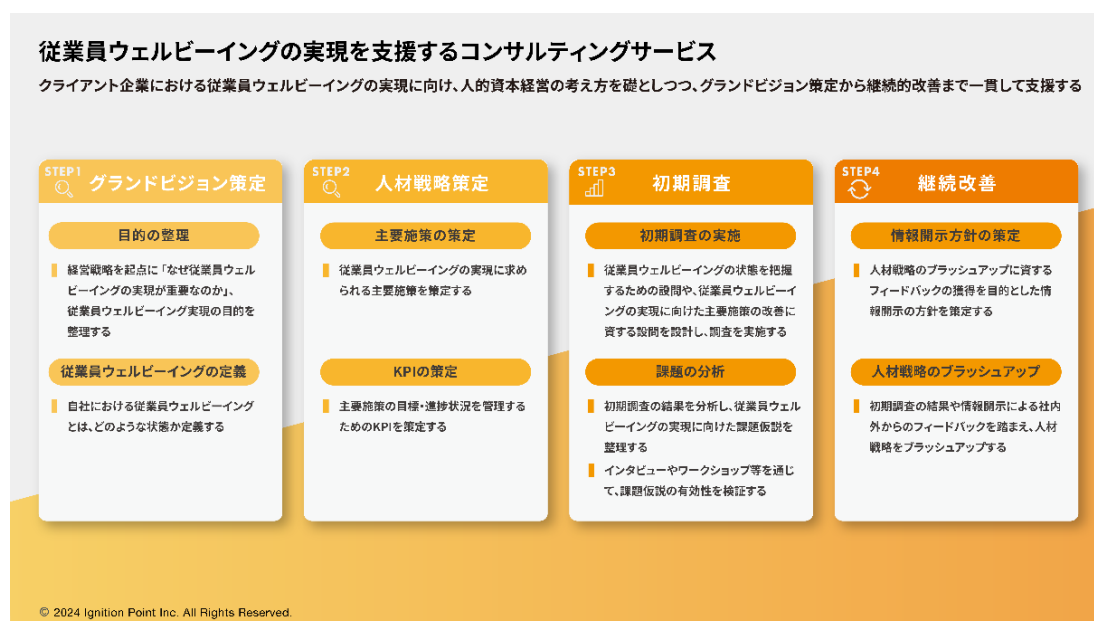 従業員ウェルビーイングの実現を支援するコンサルティングサービス
クライアント企業における従業員ウェルビーイングの実現に向け、人的資本経営の考え方を礎としつつ、グランドビジョン策定から継続的改善まで一貫して支援する
STEP1
グランドビジョン策定
目的の整理
経営戦略を起点に「なぜ従業員ウェル
ビーイングの実現が重要なのか」、
従業員ウェルビーイング実現の目的を
整理する
従業員ウェルビーイングの定義
自社における従業員ウェルビーイング
とは、どのような状態か定義する
STEP2
人材戦略策定
主要施策の策定
従業員ウェルビーイングの実現に求め
られる主要施策を策定する
KPIの策定
主要施策の目標・進捗状況を管理する
ためのKPIを策定する
STEP3
初期調査
初期調査の実施
従業員ウェルビーイングの状態を把握
するための設問や、従業員ウェルビーイ
ングの実現に向けた主要施策の改善に
資する設問を設計し、調査を実施する
課題の分析
初期調査の結果を分析し、従業員ウェル
ビーイングの実現に向けた課題仮説を
整理する
インタビューやワークショップ等を通じ
て、課題仮説の有効性を検証する
STEP4
継続改善
情報開示方針の策定
人材戦略のブラッシュアップに資する
フィードバックの獲得を目的とした情
報開示の方針を策定する
人材戦略のブラッシュアップ
初期調査の結果や情報開示による社内
外からのフィードバックを踏まえ、人材
戦略をブラッシュアップする
© 2024 Ignition Point Inc. All Rights Reserved.